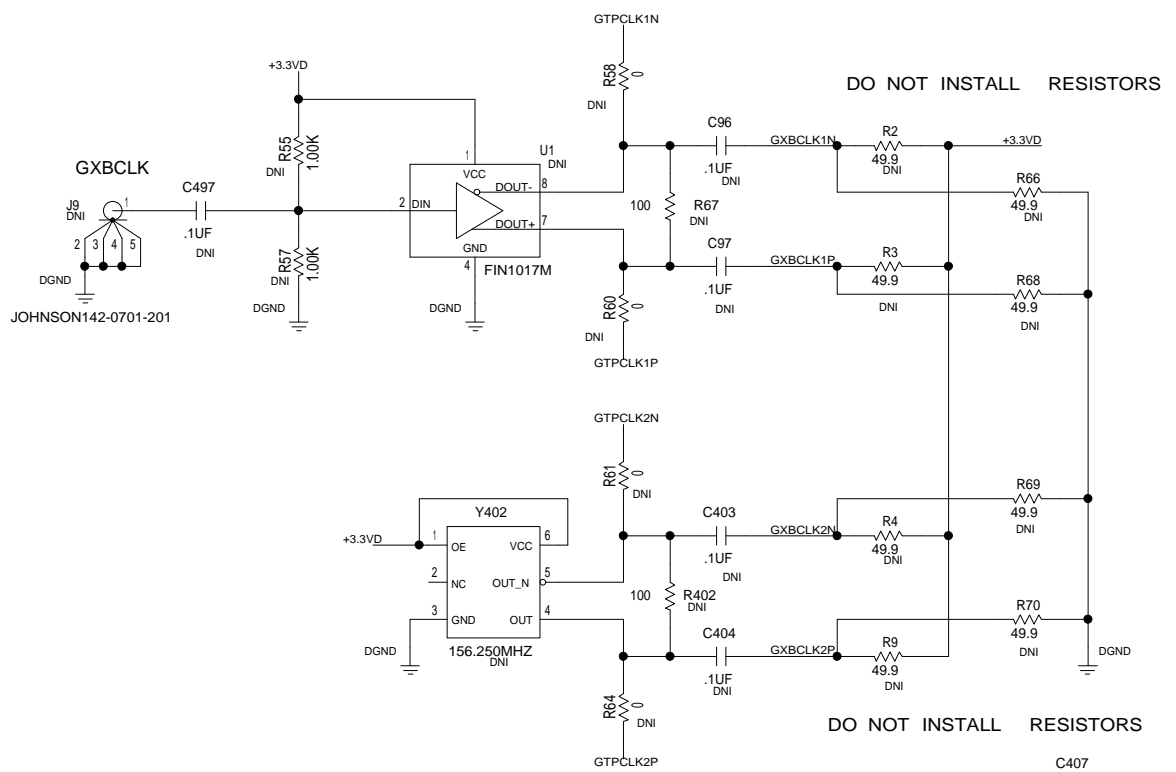 GTPCLK1N
R58
0
DNI
+3.3VD
DO NOT INSTALL RESISTORS
R55
1.00K
DNI
GXBCLK
J9
DNI
1
2
3
4
5
DGND
JOHNSON142-0701-201
C497
.1UF
DNI
R57
1.00K
DNI
DGND
U1
DNI
1
VCC
2
DIN
DOUT-
8
DOUT+
7
GND
4
FIN1017M
DGND
C96
.1UF
DNI
100
R67
DNI
C97
.1UF
DNI
R60
0
DNI
GTPCLK1P
GXBCLK1N
R2
49.9
DNI
+3.3VD
R66
49.9
DNI
GXBCLK1P
R3
49.9
DNI
R68
49.9
DNI
GTPCLK2N
R61
0
DNI
Y402
+3.3VD
1
OE
VCC
6
2
NC
OUT_N
5
3
GND
OUT
4
DGND
156.250MHZ
DNI
C403
.1UF
DNI
100
R402
DNI
C404
.1UF
DNI
R64
0
DNI
GTPCLK2P
GXBCLK2N
R4
49.9
DNI
R69
49.9
DNI
GXBCLK2P
R9
49.9
DNI
R70
49.9
DNI
DGND
DO NOT INSTALL RESISTORS
C407